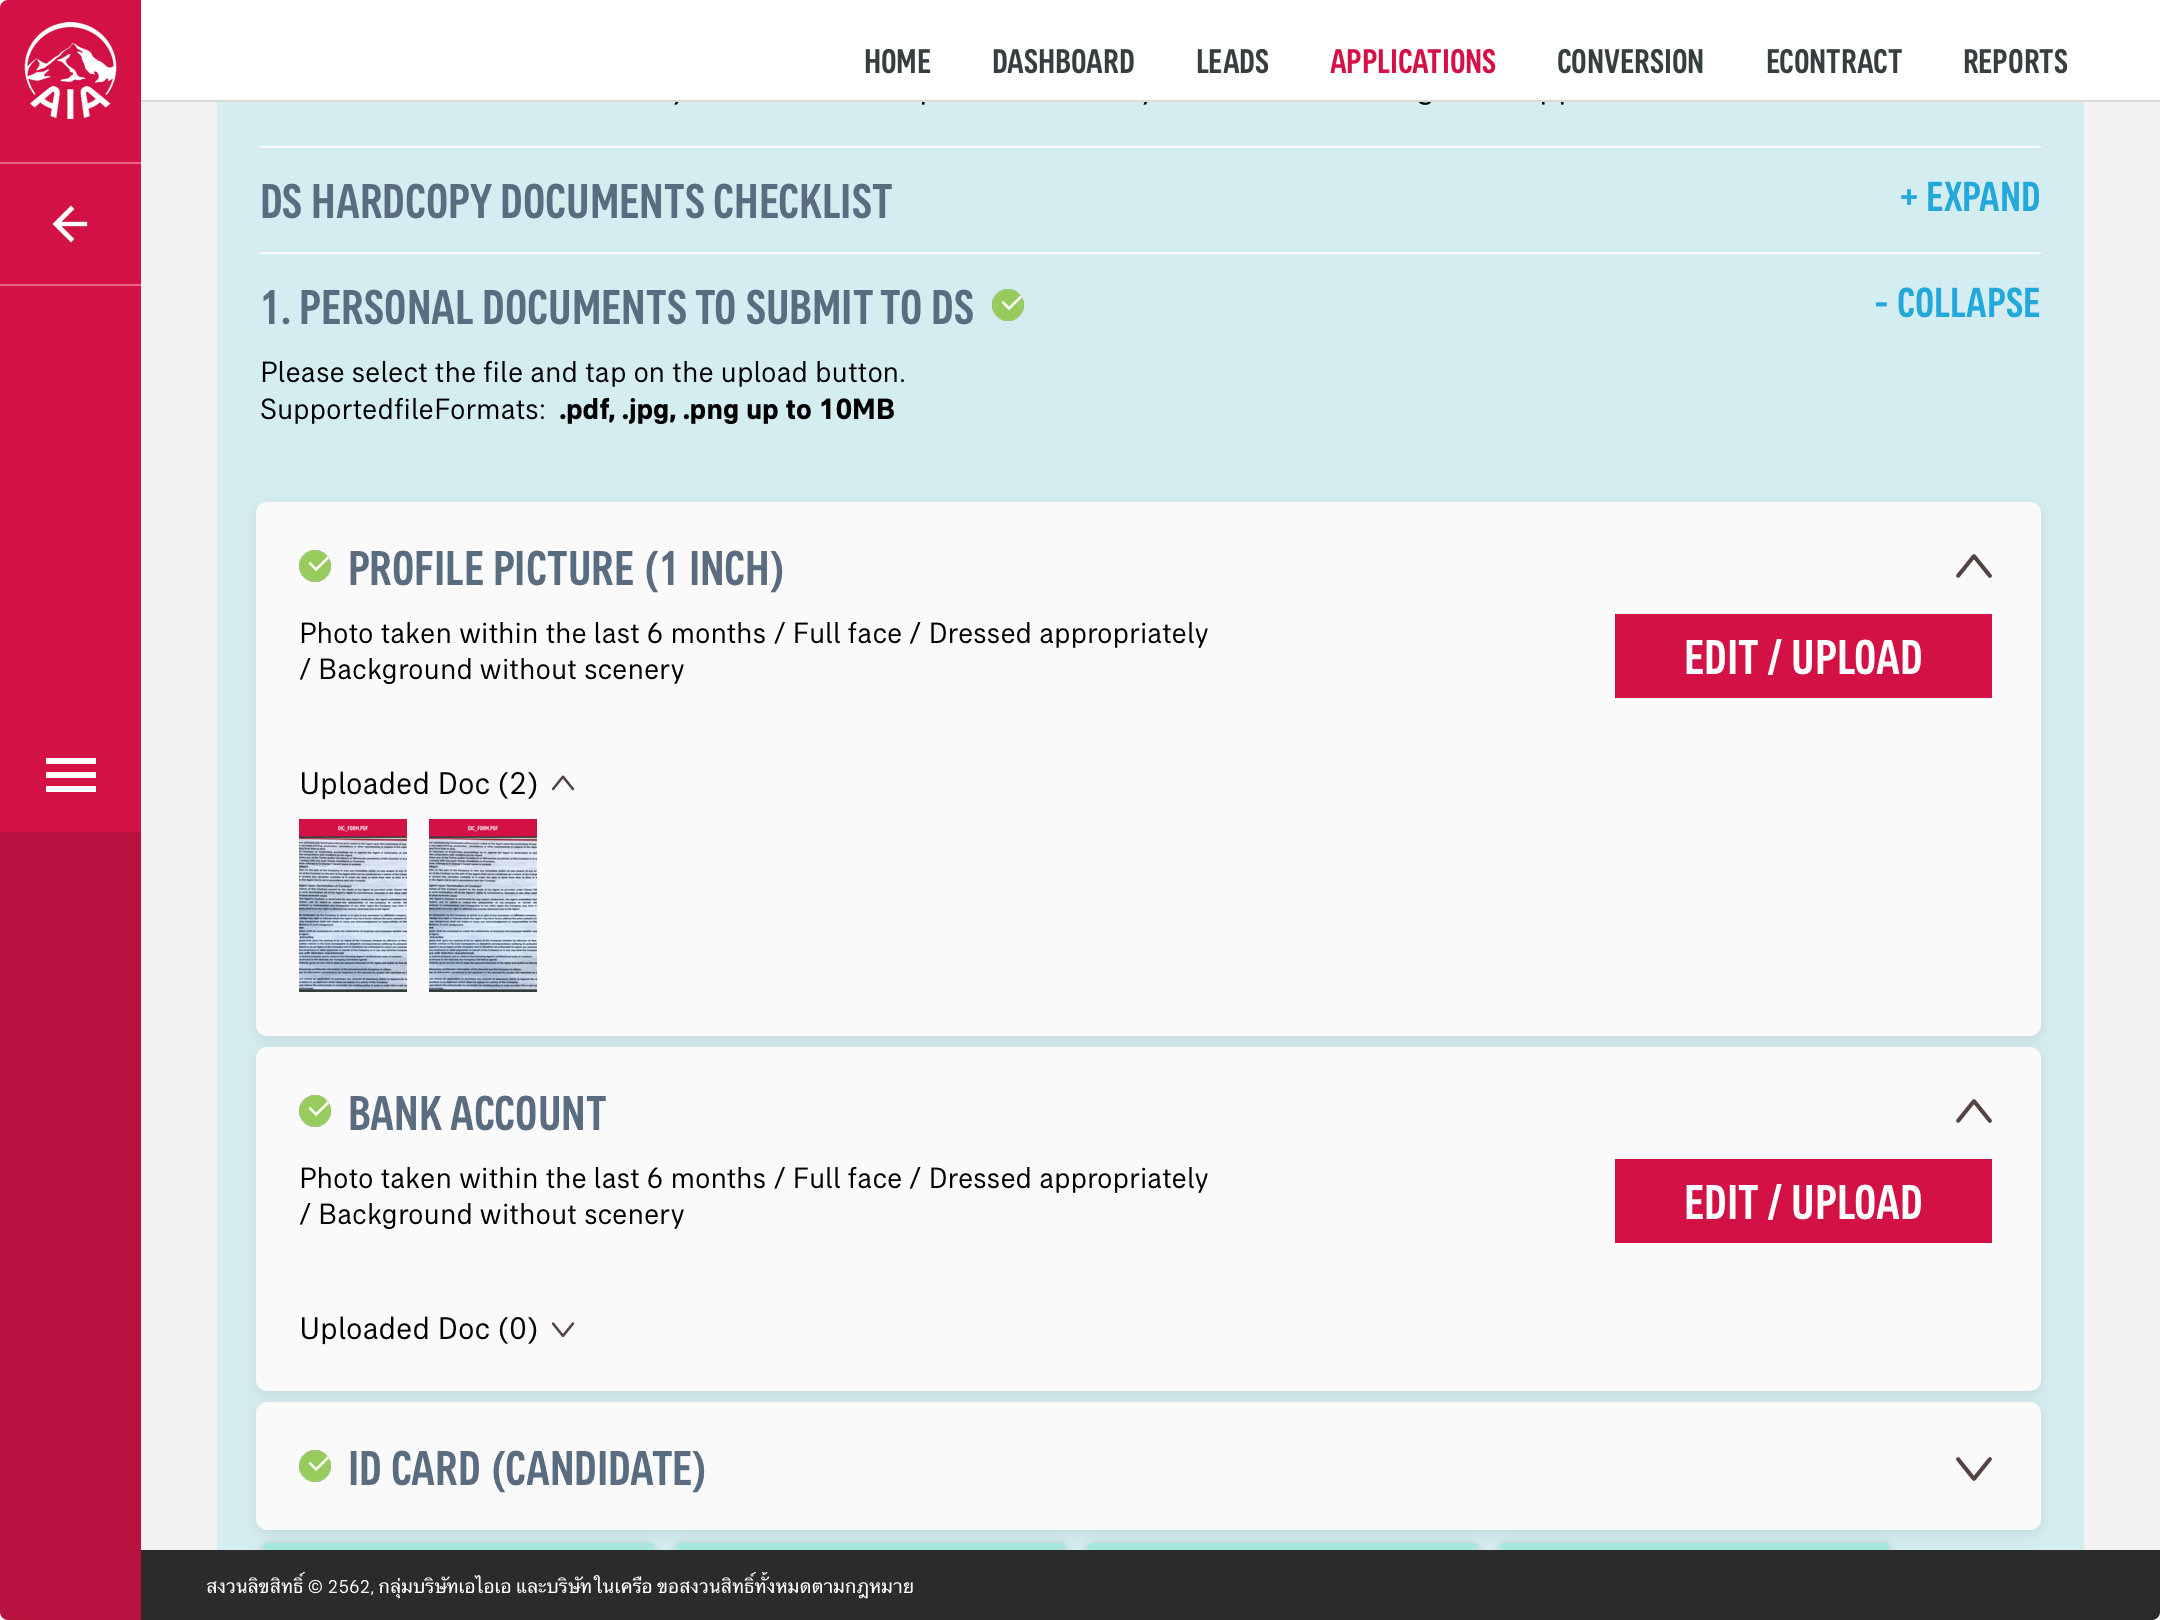 AIA
HOME DASHBOARD LEADS APPLICATIONS CONVERSION ECONTRACT REPORTS
DS HARDCOPY DOCUMENTS CHECKLIST
+ EXPAND
1. PERSONAL DOCUMENTS TO SUBMIT TO DS
- COLLAPSE
Please select the file and tap on the upload button.
SupportedfileFormats: .pdf, .jpg, .png up to 10MB
PROFILE PICTURE (1 INCH)
Photo taken within the last 6 months / Full face / Dressed appropriately
/ Background without scenery
EDIT / UPLOAD
Uploaded Doc (2)
OIC_FORM.PDF
OIC_FORM.PDF
BANK ACCOUNT
Photo taken within the last 6 months / Full face / Dressed appropriately
/ Background without scenery
EDIT / UPLOAD
Uploaded Doc (0)
ID CARD (CANDIDATE)
สงวนลิขสิทธิ์ © 2562, กลุ่มบริษัทเอไอเอ และบริษัทในเครือ ขอสงวนสิทธิ์ทั้งหมดตามกฎหมาย